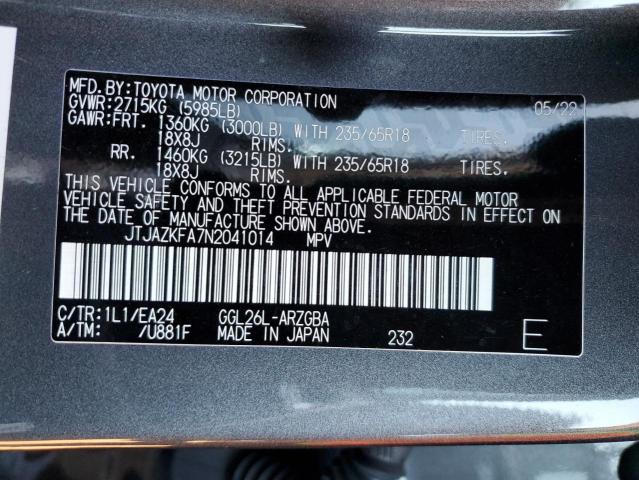 MFD.BY:TOYOTA MOTOR CORPORATION 05/22
GVWR:2715KG (5985LB)
GAWR:FRT. 1360KG (3000LB) WITH 235/65R18 TIRES.
18X8J RIMS.
RR. 1460KG (3215LB) WITH 235/65R18 TIRES.
18X8J RIMS.
THIS VEHICLE CONFORMS TO ALL APPLICABLE FEDERAL MOTOR
VEHICLE SAFETY AND THEFT PREVENTION STANDARDS IN EFFECT ON
THE DATE OF MANUFACTURE SHOWN ABOVE.
JTJAZKFA7N2041014 MPV
C/TR:1L1/EA24 GGL26L-ARZGBA
A/TM: /U881F MADE IN JAPAN 232 E